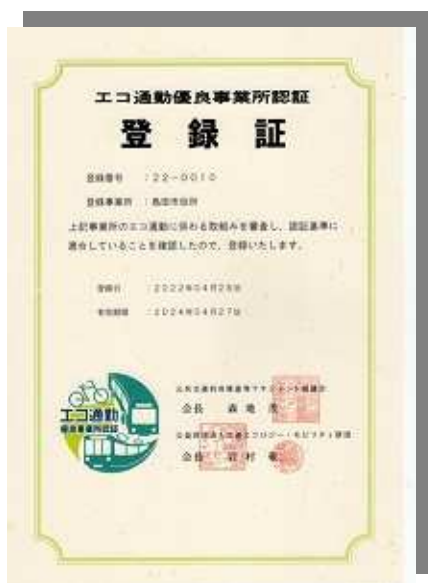 エコ通勤優良事業所認証
登録証
登録番号 : 22-0010
登録事業所 : 島田市役所
上記事業所のエコ通勤に係わる取組みを審査し、認証基準に
適合していることを確認したので、登録いたします。
登録日 : 2022年04月28日
有効期限 : 2024年04月27日
エコ通勤
優良事業所認証
公共交通利用推進等マネジメント協議会
会長 森地茂
公益財団法人交通エコロジー・モビリティ財団
会長 岩村敬